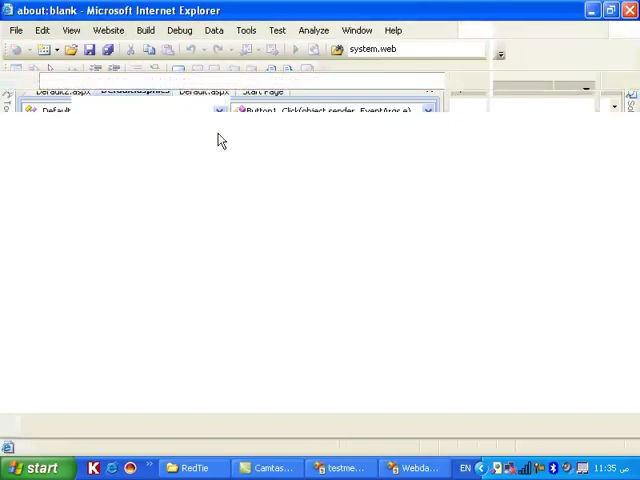 about:blank - Microsoft Internet Explorer
File Edit View Website Build Debug Data Tools Test Analyze Window Help
system.web
Default2.aspx Default.aspx Start Page
Default Button1_Click(object sender, EventArgs e)
start K RedTie Camtas... testme... Webda... EN 11:35 ص